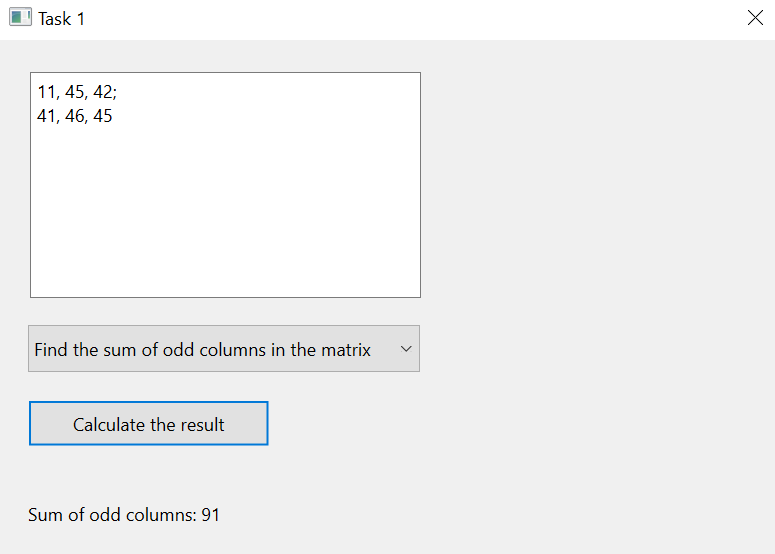 Task 1
11, 45, 42;
41, 46, 45
Find the sum of odd columns in the matrix
Calculate the result
Sum of odd columns: 91